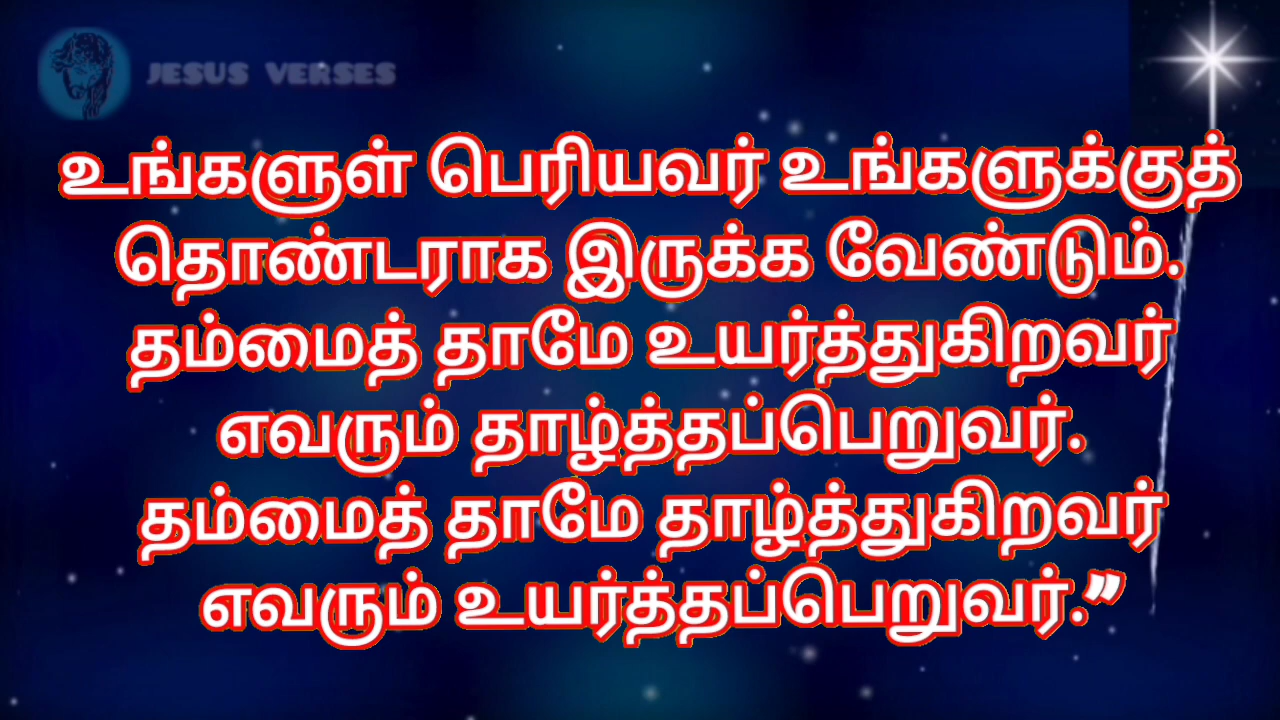 JESUS VERSES
உங்களுள் பெரியவர் உங்களுக்குத்
தொண்டராக இருக்க வேண்டும்.
தம்மைத் தாமே உயர்த்துகிறவர்
எவரும் தாழ்த்தப்பெறுவர்.
தம்மைத் தாமே தாழ்த்துகிறவர்
எவரும் உயர்த்தப்பெறுவர்.”